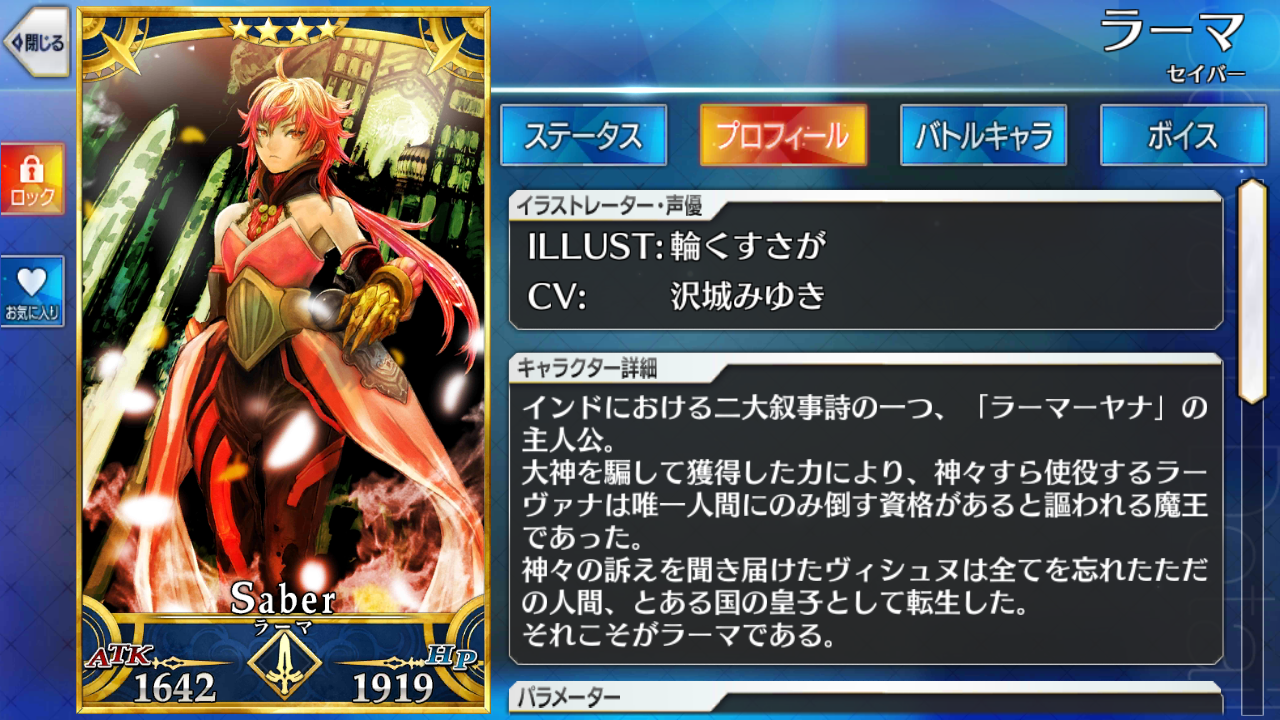 閉じる
ラーマ
セイバー
ロック
お気に入り
ステータス
プロフィール
バトルキャラ
ボイス
イラストレーター・声優
ILLUST: 輪くすさが
CV: 沢城みゆき
キャラクター詳細
インドにおける二大叙事詩の一つ、「ラーマーヤナ」の
主人公。
大神を騙して獲得した力により、神々すら使役するラー
ヴァナは唯一人間にのみ倒す資格があると謳われる魔王
であった。
神々の訴えを聞き届けたヴィシュヌは全てを忘れたただ
の人間、とある国の皇子として転生した。
それこそがラーマである。
パラメーター
Saber
ラーマ
ATK
1642
HP
1919